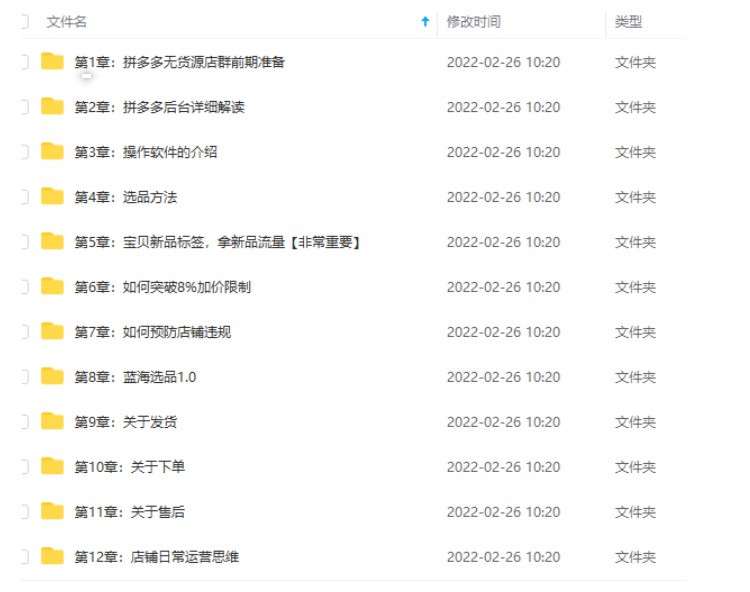 文件名 修改时间 类型
第1章：拼多多无货源店群前期准备 2022-02-26 10:20 文件夹
第2章：拼多多后台详细解读 2022-02-26 10:20 文件夹
第3章：操作软件的介绍 2022-02-26 10:20 文件夹
第4章：选品方法 2022-02-26 10:20 文件夹
第5章：宝贝新品标签，拿新品流量【非常重要】 2022-02-26 10:20 文件夹
第6章：如何突破8%加价限制 2022-02-26 10:20 文件夹
第7章：如何预防店铺违规 2022-02-26 10:20 文件夹
第8章：蓝海选品1.0 2022-02-26 10:20 文件夹
第9章：关于发货 2022-02-26 10:20 文件夹
第10章：关于下单 2022-02-26 10:20 文件夹
第11章：关于售后 2022-02-26 10:20 文件夹
第12章：店铺日常运营思维 2022-02-26 10:20 文件夹